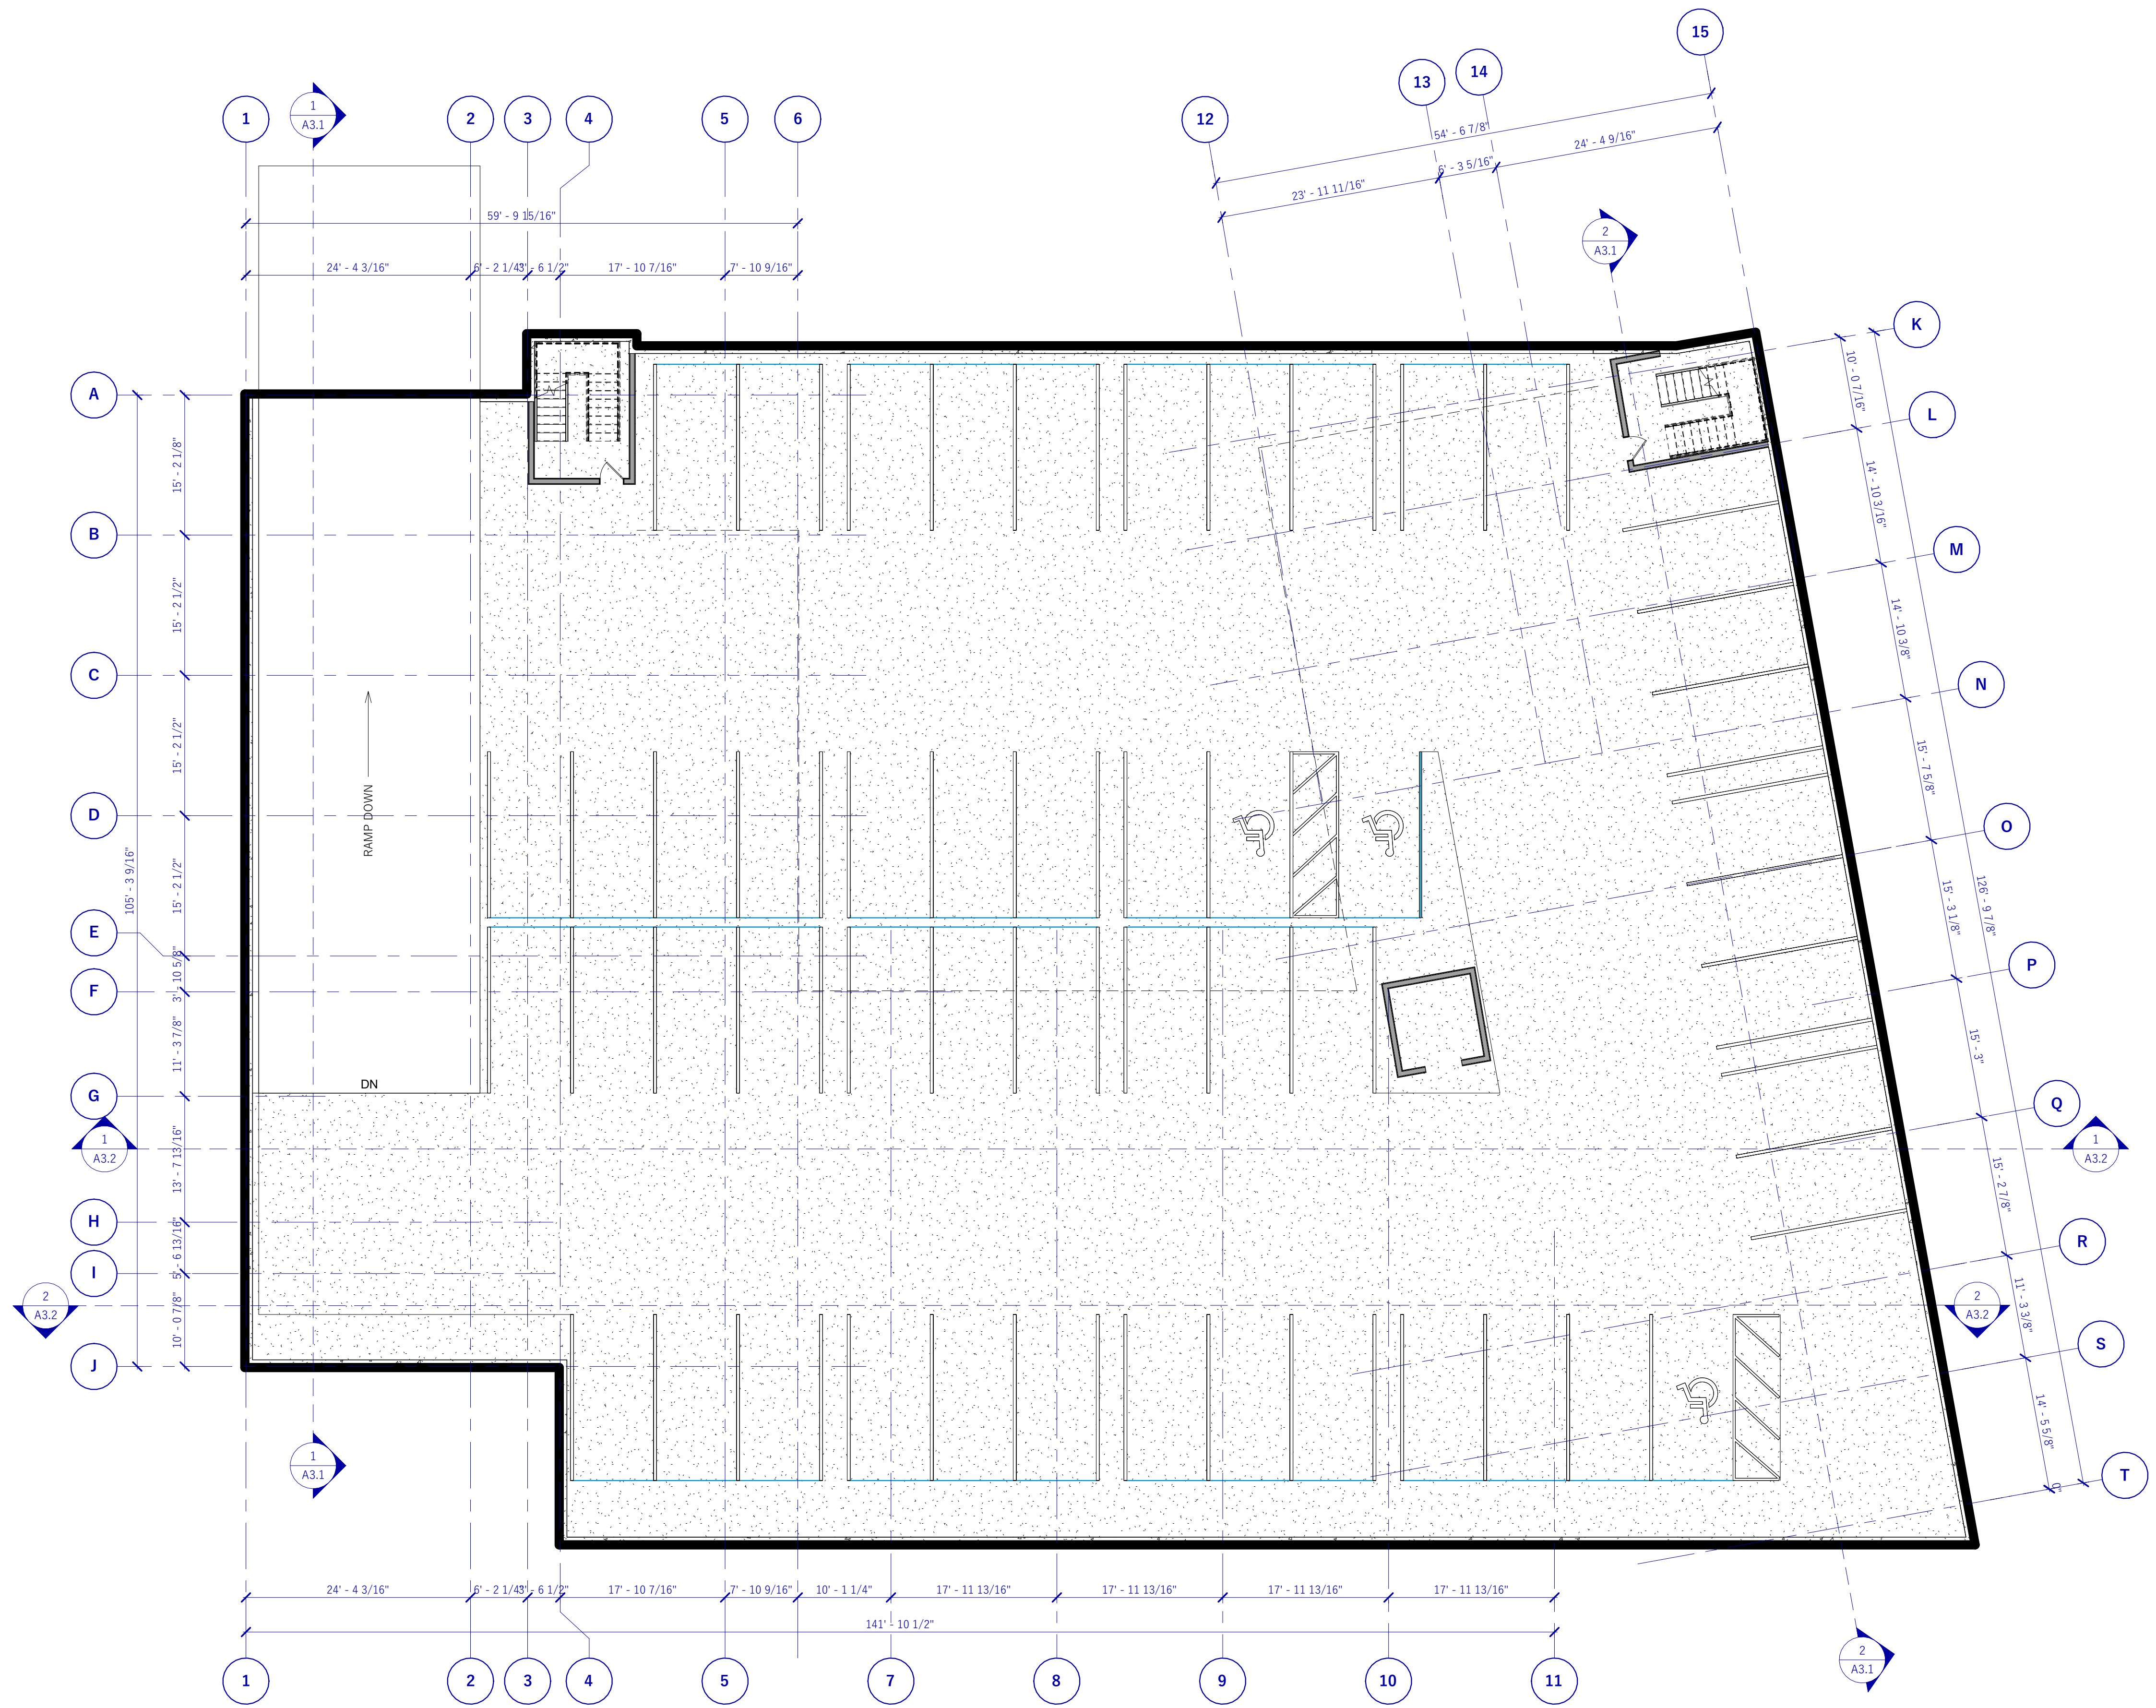 15
14
13
1
A3.1
1
2
3
4
5
6
12
54' - 6 7/8"
24' - 4 9/16"
6' - 3 5/16"
23' - 11 11/16"
59' - 9 15/16"
2
A3.1
24' - 4 3/16"
6' - 2 1/4"
3' - 6 1/2"
17' - 10 7/16"
7' - 10 9/16"
K
10' - 0 7/16"
A
L
15' - 2 1/8"
14' - 10 3/16"
B
M
15' - 2 1/2"
14' - 10 3/8"
C
N
15' - 2 1/2"
15' - 7 5/8"
RAMP DOWN
D
O
105' - 3 9/16"
15' - 2 1/2"
15' - 3 1/8"
126' - 9 7/8"
E
P
3' - 10 5/8"
F
11' - 3 7/8"
15' - 3"
DN
G
Q
1
A3.2
1
A3.2
13' - 7 13/16"
15' - 2 7/8"
H
R
5' - 6 13/16"
I
2
A3.2
2
A3.2
10' - 0 7/8"
11' - 3 3/8"
J
S
14' - 5 5/8"
1
A3.1
T
0"
24' - 4 3/16"
6' - 2 1/4"
3' - 6 1/2"
17' - 10 7/16"
7' - 10 9/16"
10' - 1 1/4"
17' - 11 13/16"
17' - 11 13/16"
17' - 11 13/16"
17' - 11 13/16"
141' - 10 1/2"
2
A3.1
1
2
3
4
5
7
8
9
10
11